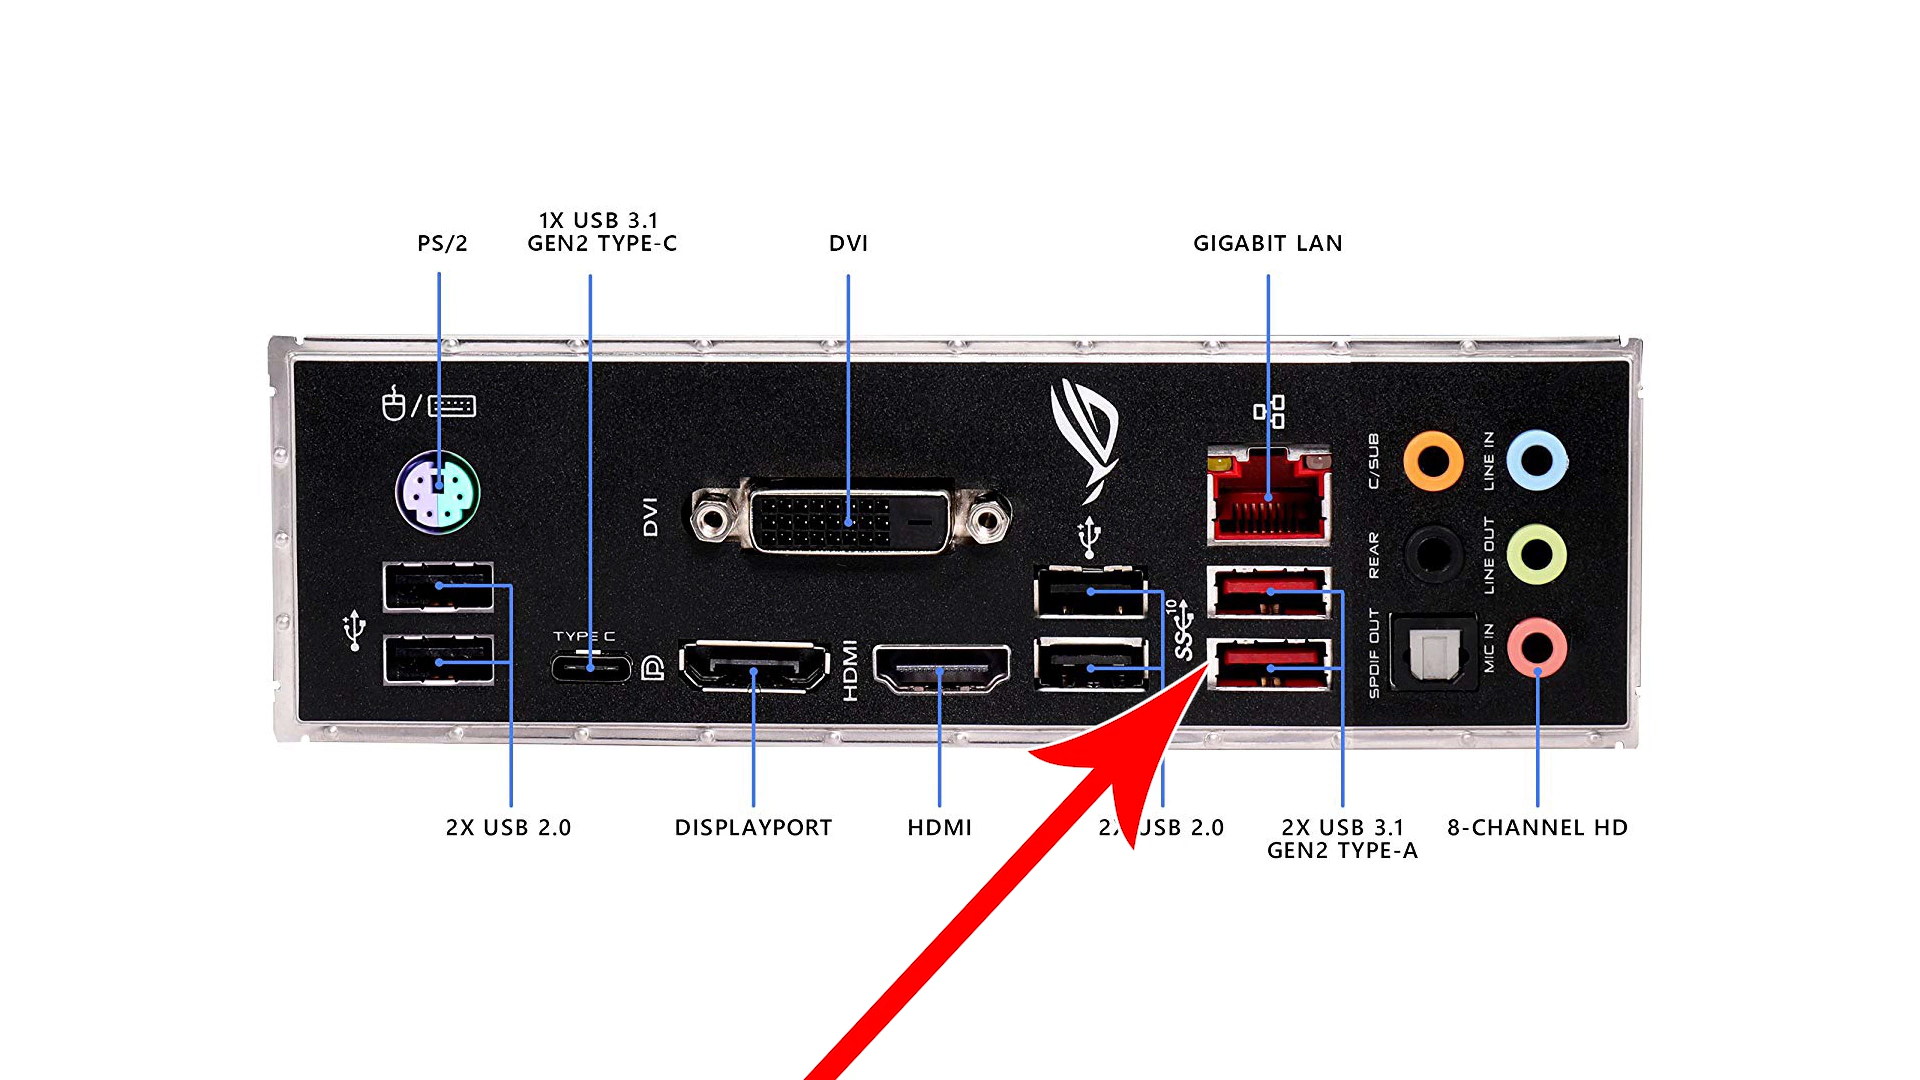 1X USB 3.1
PS/2
GEN2 TYPE-C
DVI
GIGABIT LAN
C/SUB
LINE IN
DVI
REAR
LINE OUT
10
TYPE C
HDMI
SPDIF OUT
MIC IN
2X USB 2.0
DISPLAYPORT
HDMI
2X USB 2.0
2X USB 3.1
GEN2 TYPE-A
8-CHANNEL HD